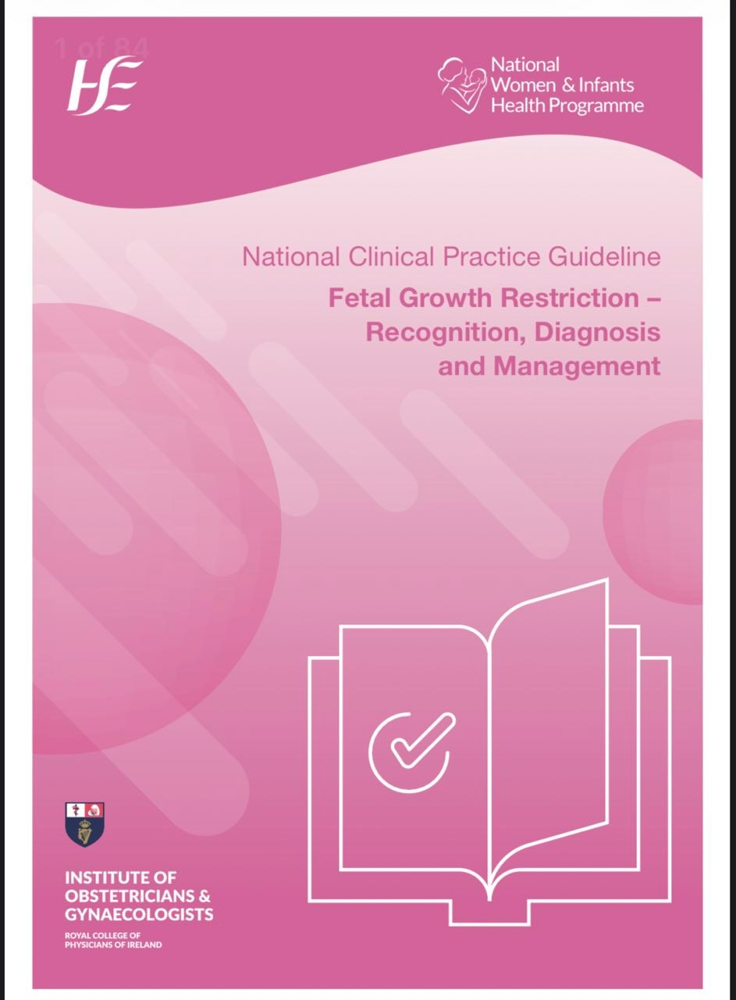 1 of 84
HSE
National
Women & Infants
Health Programme
National Clinical Practice Guideline
Fetal Growth Restriction –
Recognition, Diagnosis
and Management
INSTITUTE OF
OBSTETRICIANS &
GYNAECOLOGISTS
ROYAL COLLEGE OF
PHYSICIANS OF IRELAND